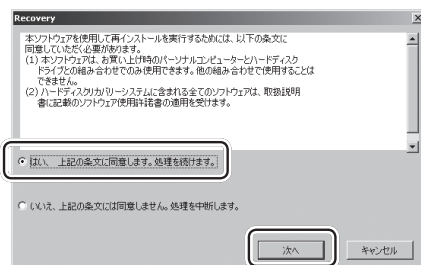 Recovery
本ソフトウェアを使用して再インストールを実行するためには、以下の条文に
同意していただく必要があります。
(1) 本ソフトウェアは、お買い上げ時のパーソナルコンピューターとハードディスク
ドライブとの組み合わせでのみ使用できます。他の組み合わせで使用することは
できません。
(2) ハードディスクリカバリーシステムに含まれる全てのソフトウェアは、取扱説明
書に記載のソフトウェア使用許諾書の適用を受けます。
はい、 上記の条文に同意します。処理を続けます。
いいえ、上記の条文には同意しません。処理を中断します。
次へ
キャンセル